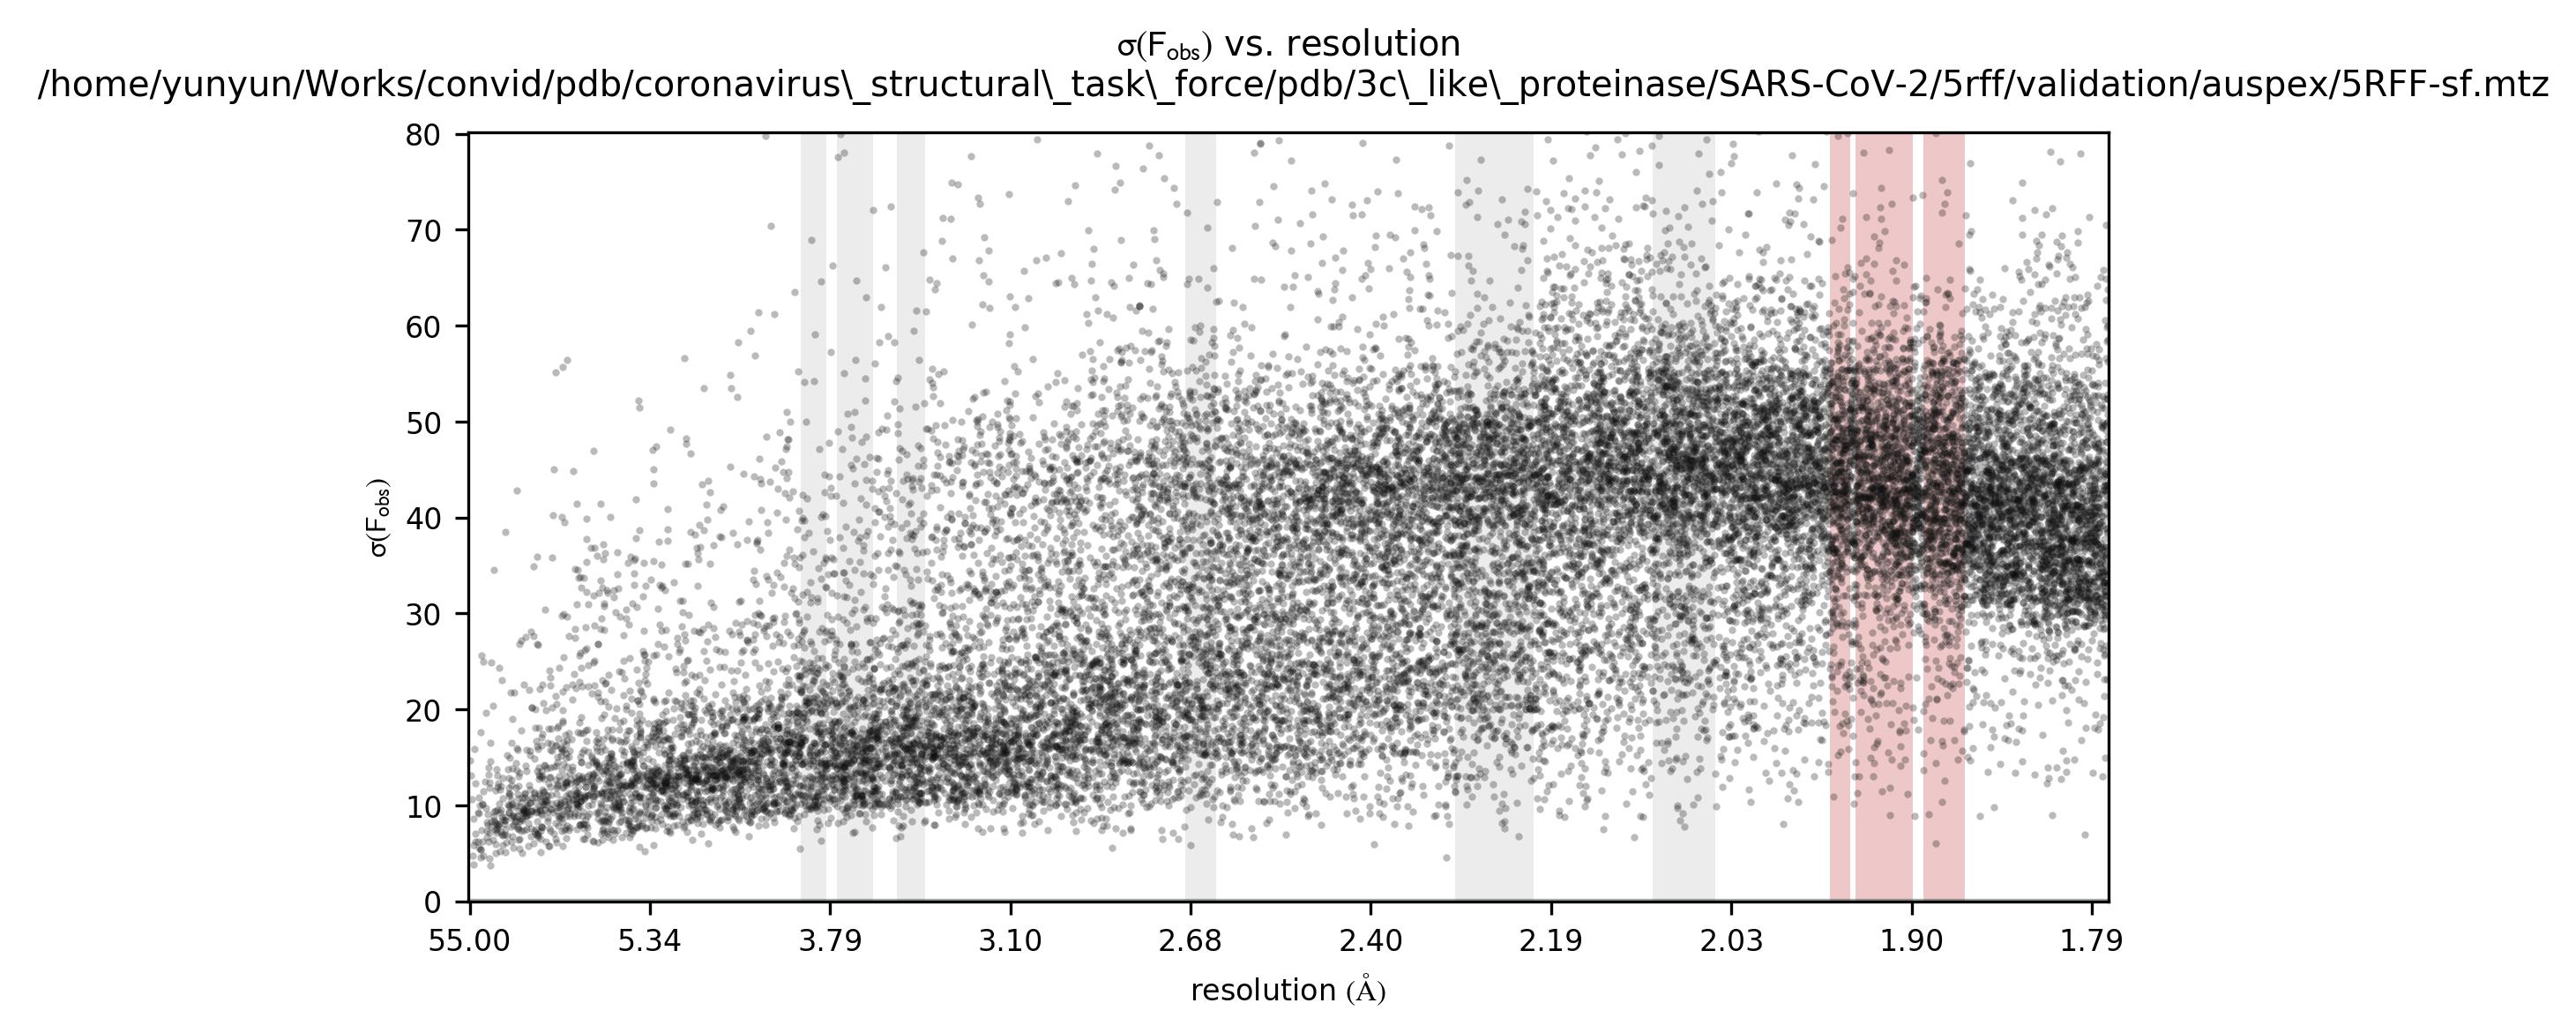 σ(Fobs) vs. resolution
/home/yunyun/Works/convid/pdb/coronavirus\_structural\_task\_force/pdb/3c\_like\_proteinase/SARS-CoV-2/5rff/validation/auspex/5RFF-sf.mtz
80
70
60
50
40
30
20
10
0
σ(Fobs)
55.00 5.34 3.79 3.10 2.68 2.40 2.19 2.03 1.90 1.79
resolution (Å)